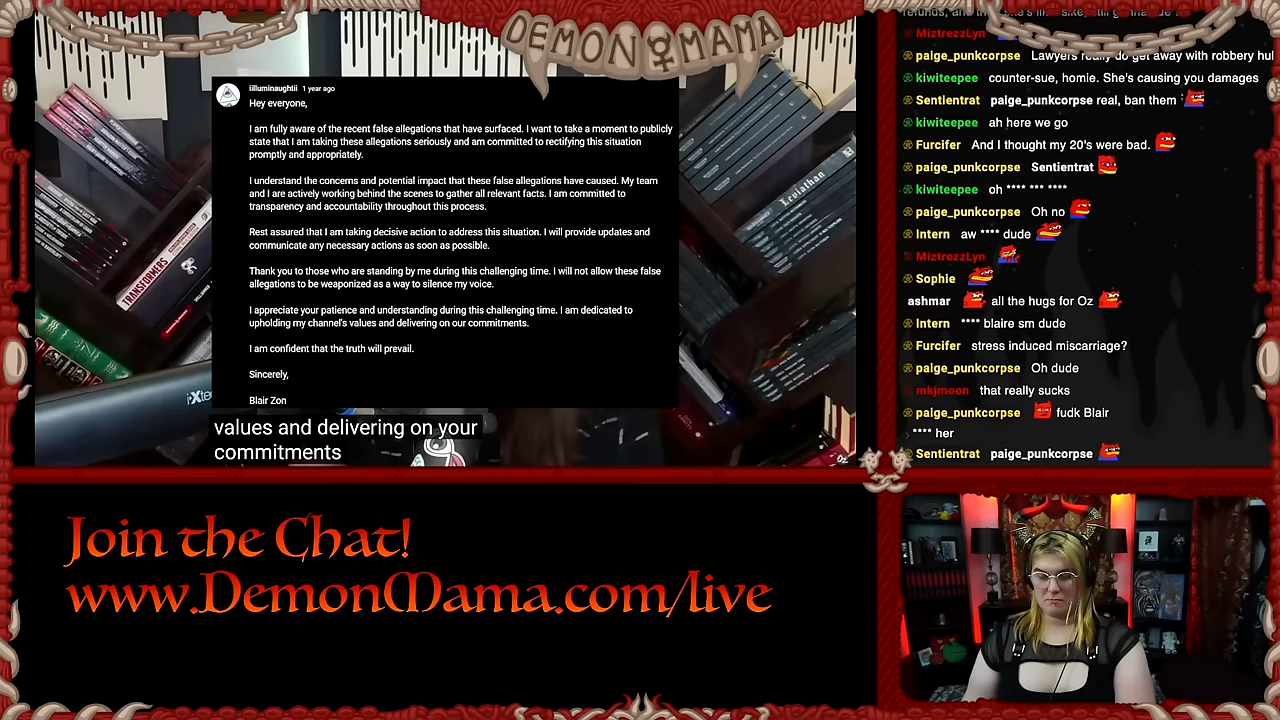 DEMON MAMA
iilluminaughtii 1 year ago
Hey everyone,
I am fully aware of the recent false allegations that have surfaced. I want to take a moment to publicly
state that I am taking these allegations seriously and am committed to rectifying this situation
promptly and appropriately.
I understand the concerns and potential impact that these false allegations have caused. My team
and I are actively working behind the scenes to gather all relevant facts. I am committed to
transparency and accountability throughout this process.
Rest assured that I am taking decisive action to address this situation. I will provide updates and
communicate any necessary actions as soon as possible.
Thank you to those who are standing by me during this challenging time. I will not allow these false
allegations to be weaponized as a way to silence my voice.
I appreciate your patience and understanding during this challenging time. I am dedicated to
upholding my channel's values and delivering on our commitments.
I am confident that the truth will prevail.
Sincerely,
Blair Zon
values and delivering on your
commitments
TRANSFORMERS
Leviathan
Oz
MiztrezzLyn
paige_punkcorpse Lawyers really do get away with robbery hu
kiwiteepee counter-sue, homie. She's causing you damages
Sentientrat paige_punkcorpse real, ban them
kiwiteepee ah here we go
Furcifer And I thought my 20's were bad.
paige_punkcorpse Sentientrat
kiwiteepee oh **** *** ****
paige_punkcorpse Oh no
Intern aw **** dude
MiztrezzLyn
Sophie
ashmar all the hugs for Oz
Intern **** blaire sm dude
Furcifer stress induced miscarriage?
paige_punkcorpse Oh dude
mkjmoon that really sucks
paige_punkcorpse fudk Blair
**** her
Sentientrat paige_punkcorpse
Join the Chat!
www.DemonMama.com/live